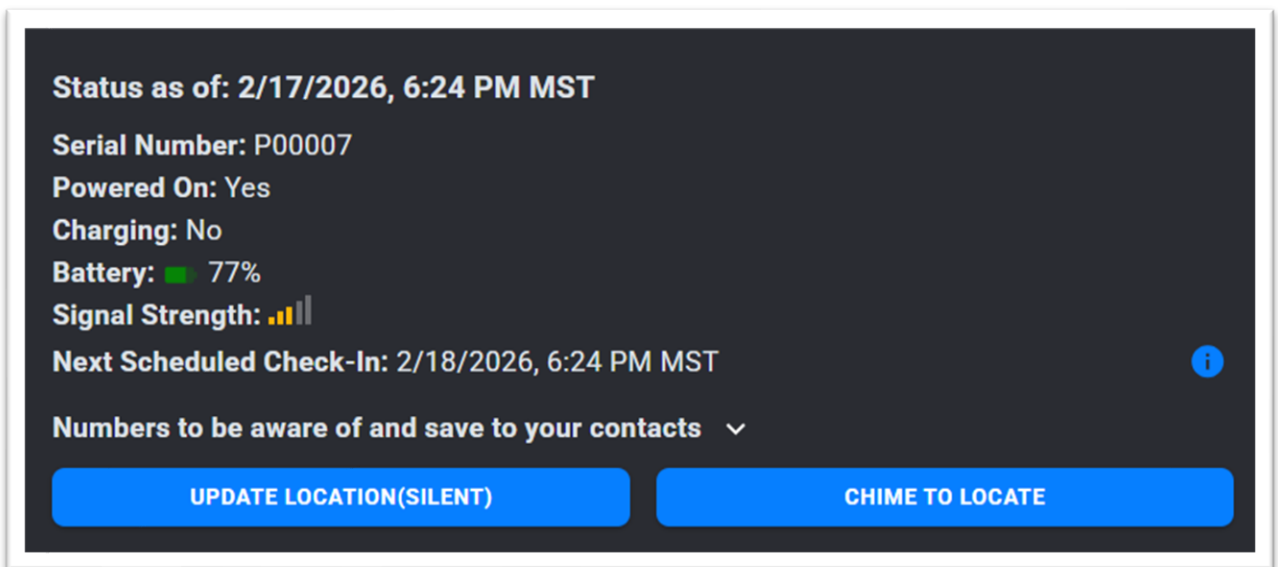 Status as of: 2/17/2026, 6:24 PM MST
Serial Number: P00007
Powered On: Yes
Charging: No
Battery: 77%
Signal Strength:
Next Scheduled Check-In: 2/18/2026, 6:24 PM MST
Numbers to be aware of and save to your contacts
UPDATE LOCATION(SILENT) CHIME TO LOCATE